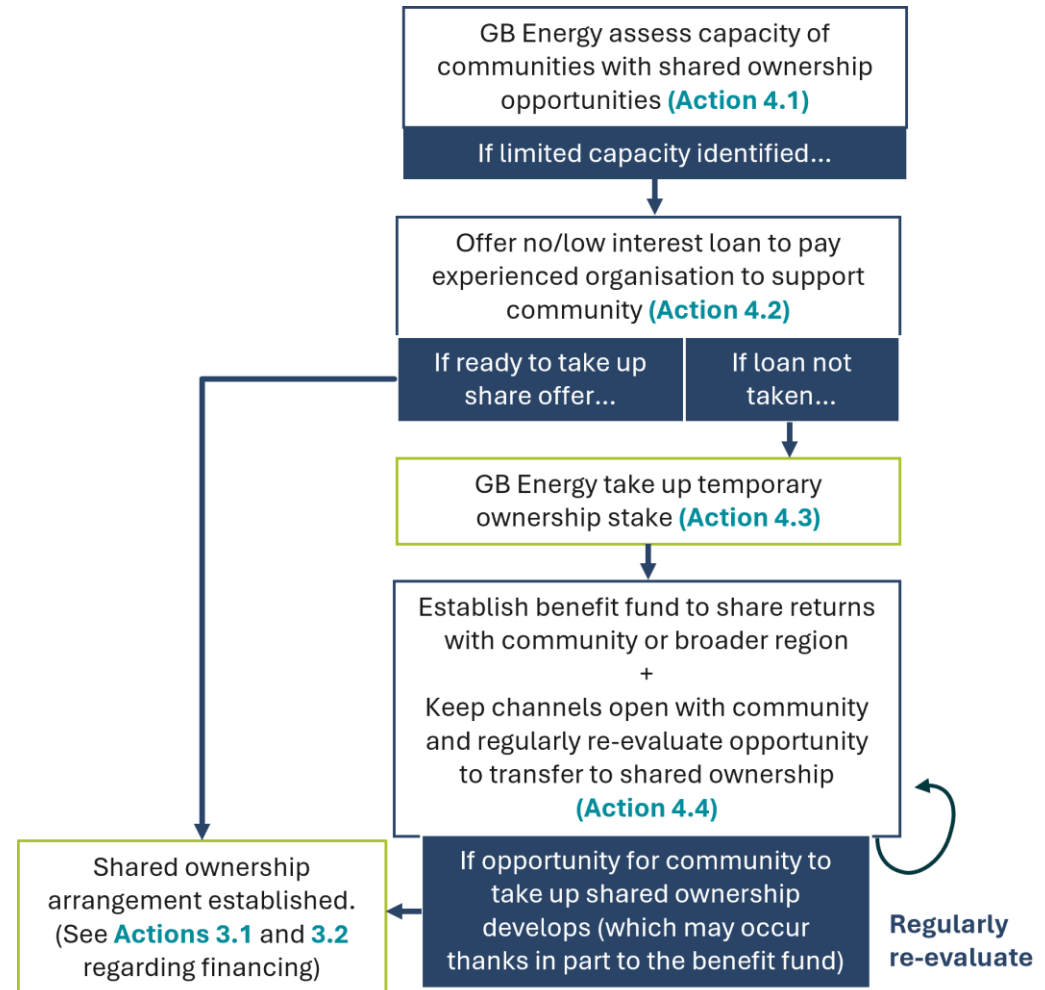 GB Energy assess capacity of
communities with shared ownership
opportunities (Action 4.1)
If limited capacity identified...
Offer no/low interest loan to pay
experienced organisation to support
community (Action 4.2)
If ready to take up
share offer...
If loan not
taken...
GB Energy take up temporary
ownership stake (Action 4.3)
Establish benefit fund to share returns
with community or broader region
+
Keep channels open with community
and regularly re-evaluate opportunity
to transfer to shared ownership
(Action 4.4)
If opportunity for community to
take up shared ownership
develops (which may occur
thanks in part to the benefit fund)
Regularly
re-evaluate
Shared ownership
arrangement established.
(See Actions 3.1 and 3.2
regarding financing)